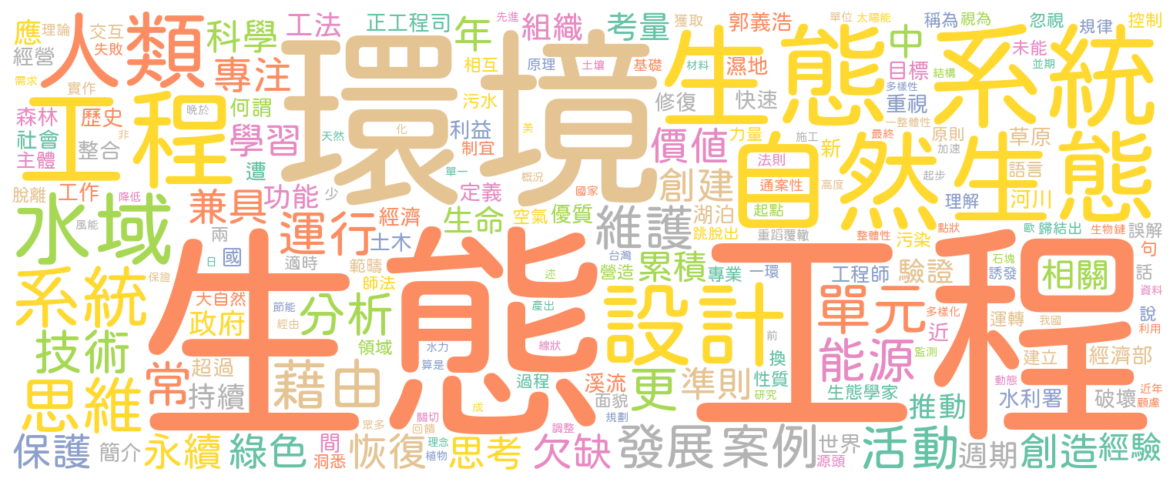 先進 理論 交互 失敗 工法 正工程司 組織 考量 獲取 郭義浩 單位 太陽能 稱為 視為 忽視 規律 控制
應 人類 科學 年 中 生態系統
經營 專注 相互 原理 土壤 基礎 材料 濕地 目標 結構 未能 並期
需求 實作 環境 多樣性
工程 晚於 何謂 污水 修復 快速 重視 一整體性
森林 歷史 非 天然 化 利益 美 力量 施工 最終 原則 草原
社會 學習 制宜 價值 新 加速
主體 整合 遭 單一 法則 自然生態 語言
脫離 工作 降低 功能 少 定義 概況 國家 創建 通案性 高度 起步 理解 河川
水域 風能 兼具 經濟 生命 空氣 優質 湖泊 起點
兩 運行 土木 維護 跳脫出 重蹈覆轍 整體性 污染 點狀 歐 歸結出 生物鏈 誤解
日 國 適時 範疇 台灣 石塊 句
系統 保證 師法 生態工程 營造 累積 專業 一環 工程師 驗證 誘發 相關 話
大自然 節能 述 資料
政府 經由 分析 產出 設計 單元 多樣化 說
技術 領域 水力 線狀 前 近 運轉 我國 利用
超過 算是 換 能源 監測 建立 經濟部
思維 常 持續 藉由 過程 溪流 更 準則 性質 生態學家 動態 近年
面貌 研究 推動 水利署 破壞 顧慮
關切 成 規劃
間 眾多 回饋 調整
保護 簡介 永續 綠色 洞悉 恢復 理念 植物 思考 欠缺 發展 案例 世界 源頭 活動 週期 創造 經驗